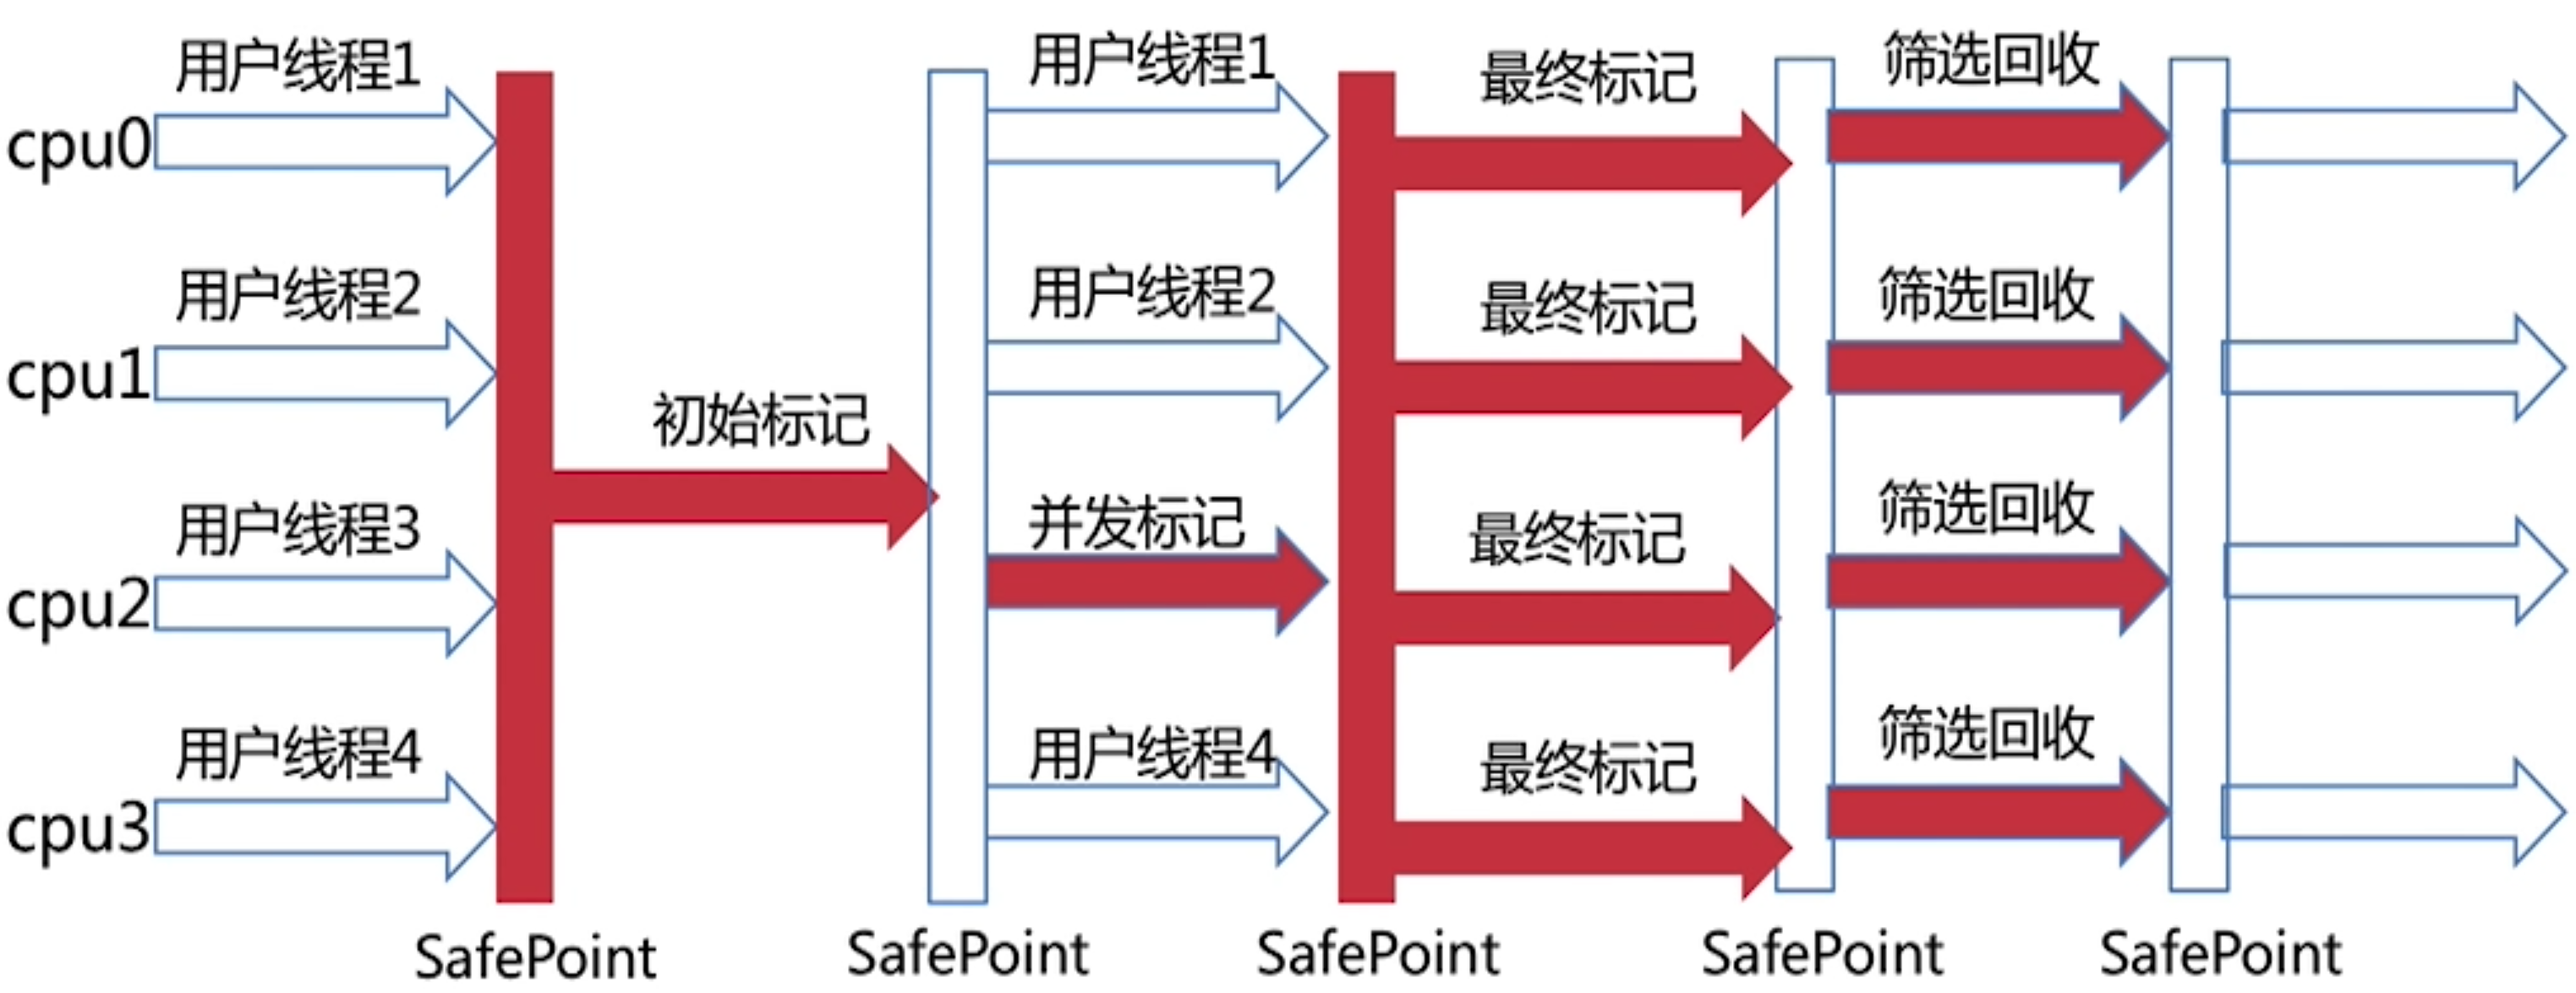 用户线程1 用户线程1 最终标记 筛选回收
cpu0
用户线程2 用户线程2 最终标记 筛选回收
cpu1
初始标记
用户线程3 并发标记 最终标记 筛选回收
cpu2
用户线程4 用户线程4 最终标记 筛选回收
cpu3
SafePoint SafePoint SafePoint SafePoint SafePoint